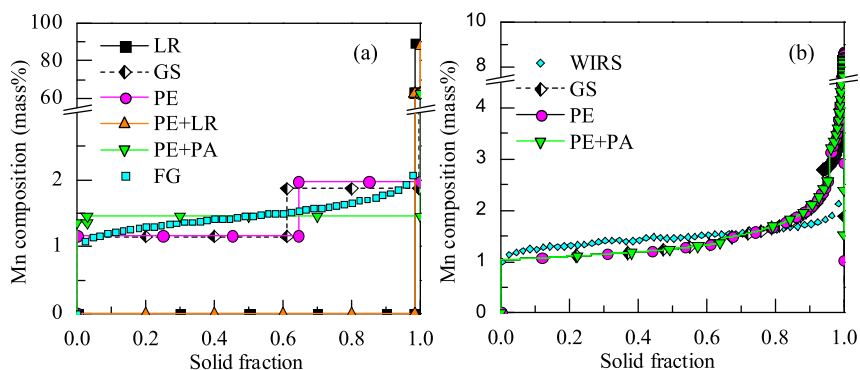 (a)
LR
GS
PE
PE+LR
PE+PA
FG
Mn composition (mass%)
100
80
60
2
1
0
0.0 0.2 0.4 0.6 0.8 1.0
Solid fraction
(b)
WIRS
GS
PE
PE+PA
Mn composition (mass%)
10
8
4
3
2
1
0
0.0 0.2 0.4 0.6 0.8 1.0
Solid fraction